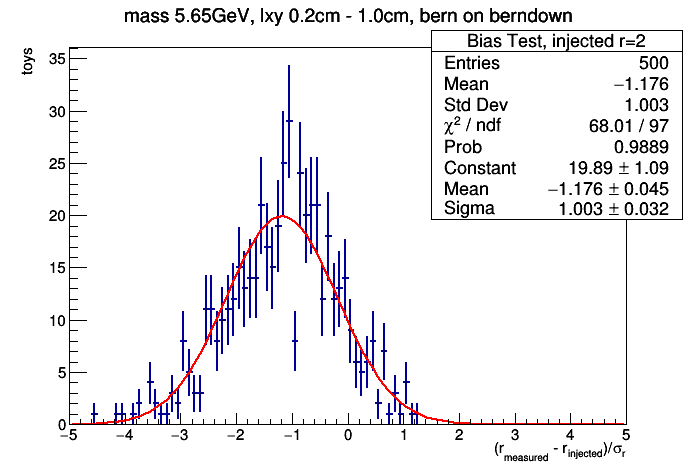 mass 5.65GeV, lxy 0.2cm - 1.0cm, bern on berndown
Bias Test, injected r=2
Entries 500
Mean −1.176
Std Dev 1.003
χ² / ndf 68.01 / 97
Prob 0.9889
Constant 19.89 ± 1.09
Mean −1.176 ± 0.045
Sigma 1.003 ± 0.032
toys
35
30
25
20
15
10
5
0
−5 −4 −3 −2 −1 0 1 2 3 4 5
(r_measured - r_injected)/σ_r